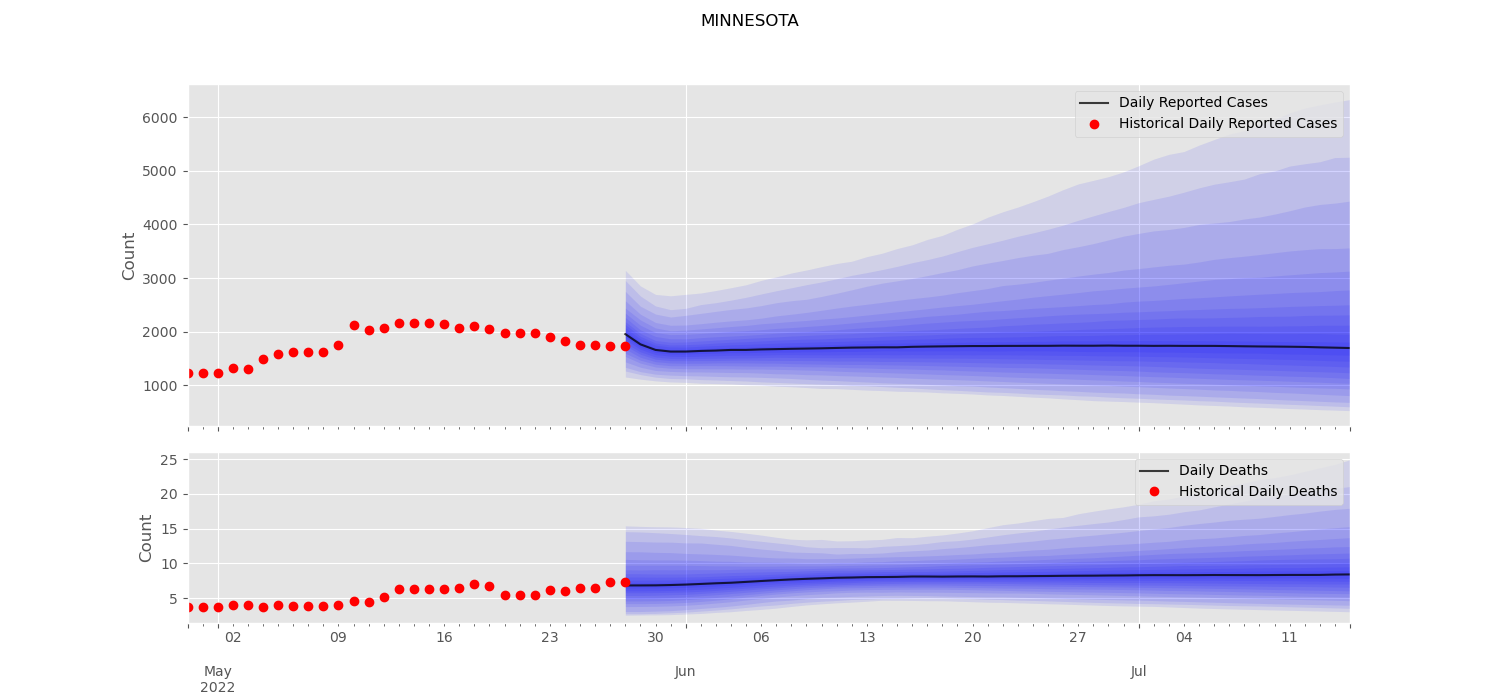 MINNESOTA
6000
5000
4000
3000
2000
1000
Count
Daily Reported Cases
Historical Daily Reported Cases
25
20
15
10
5
Count
Daily Deaths
Historical Daily Deaths
02 09 16 23 30 06 13 20 27 04 11
May Jun Jul
2022